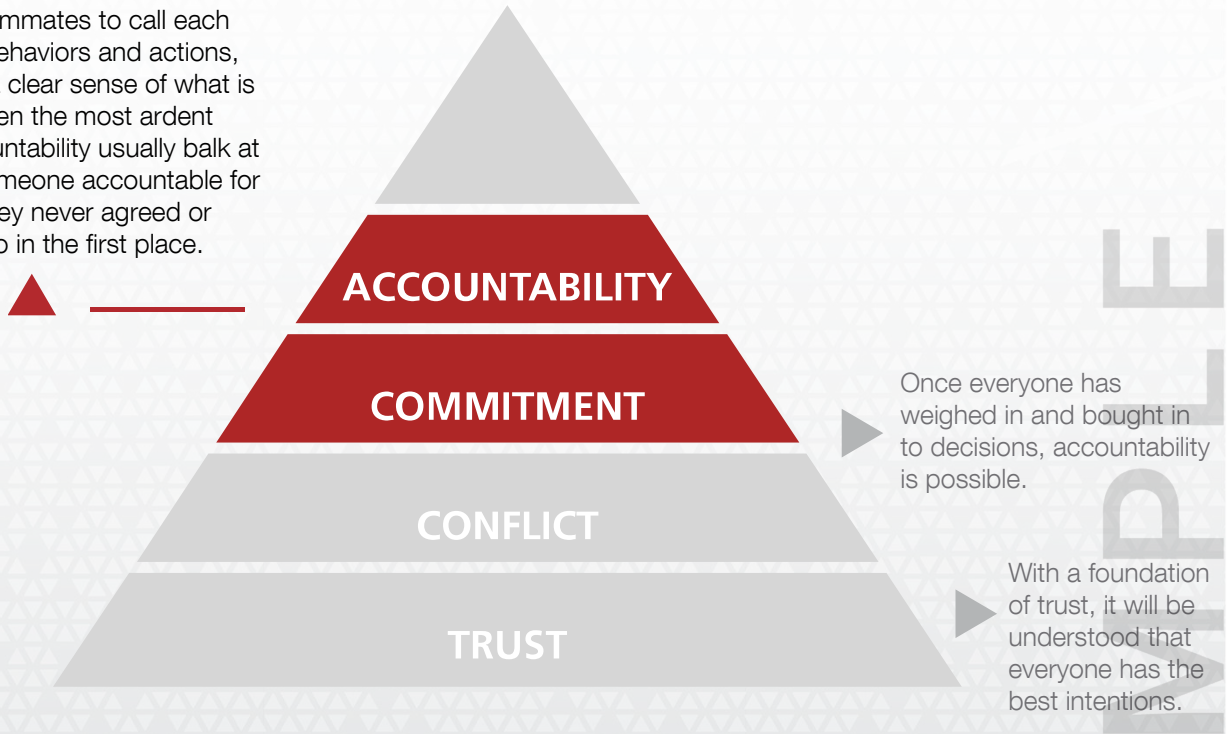 mmates to call each
ehaviors and actions,
clear sense of what is
en the most ardent
untability usually balk at
meone accountable for
ey never agreed or
o in the first place.
ACCOUNTABILITY
COMMITMENT
Once everyone has
weighed in and bought in
to decisions, accountability
is possible.
CONFLICT
With a foundation
of trust, it will be
understood that
everyone has the
best intentions.
TRUST
MPLE